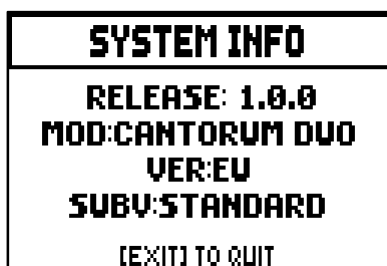 SYSTEM INFO
RELEASE: 1.0.0
MOD:CANTORUM DUO
VER:EU
SUBV:STANDARD
[EXIT] TO QUIT